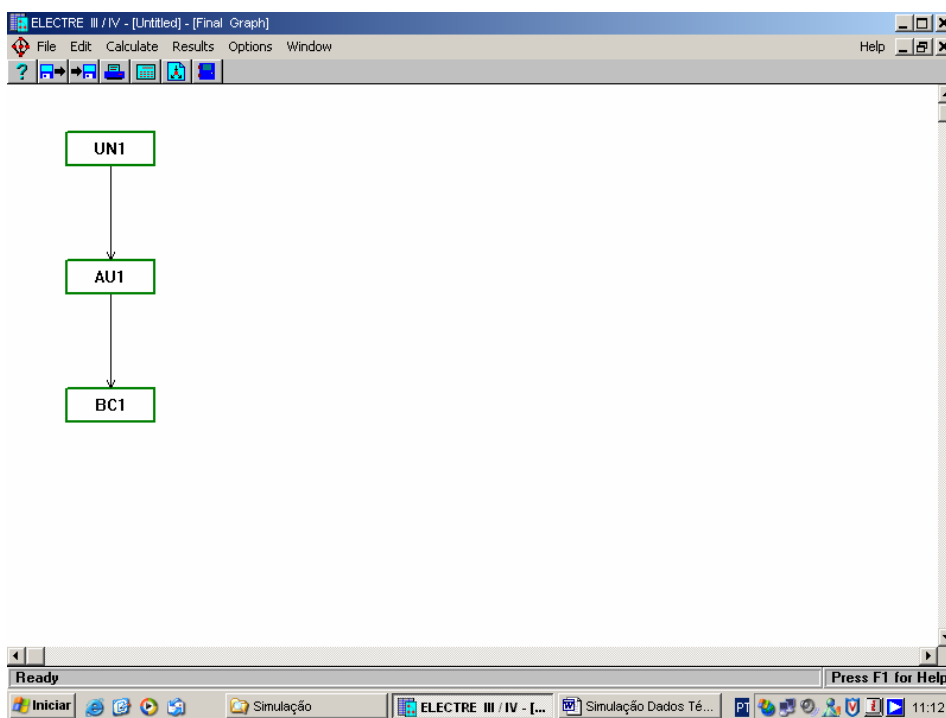 ELECTRE III / IV - [Untitled] - [Final Graph]
File Edit Calculate Results Options Window Help
?
UN1
AU1
BC1
Ready Press F1 for Help
Iniciar Simulação ELECTRE III / IV - [... Simulação Dados Té... PT 11:12